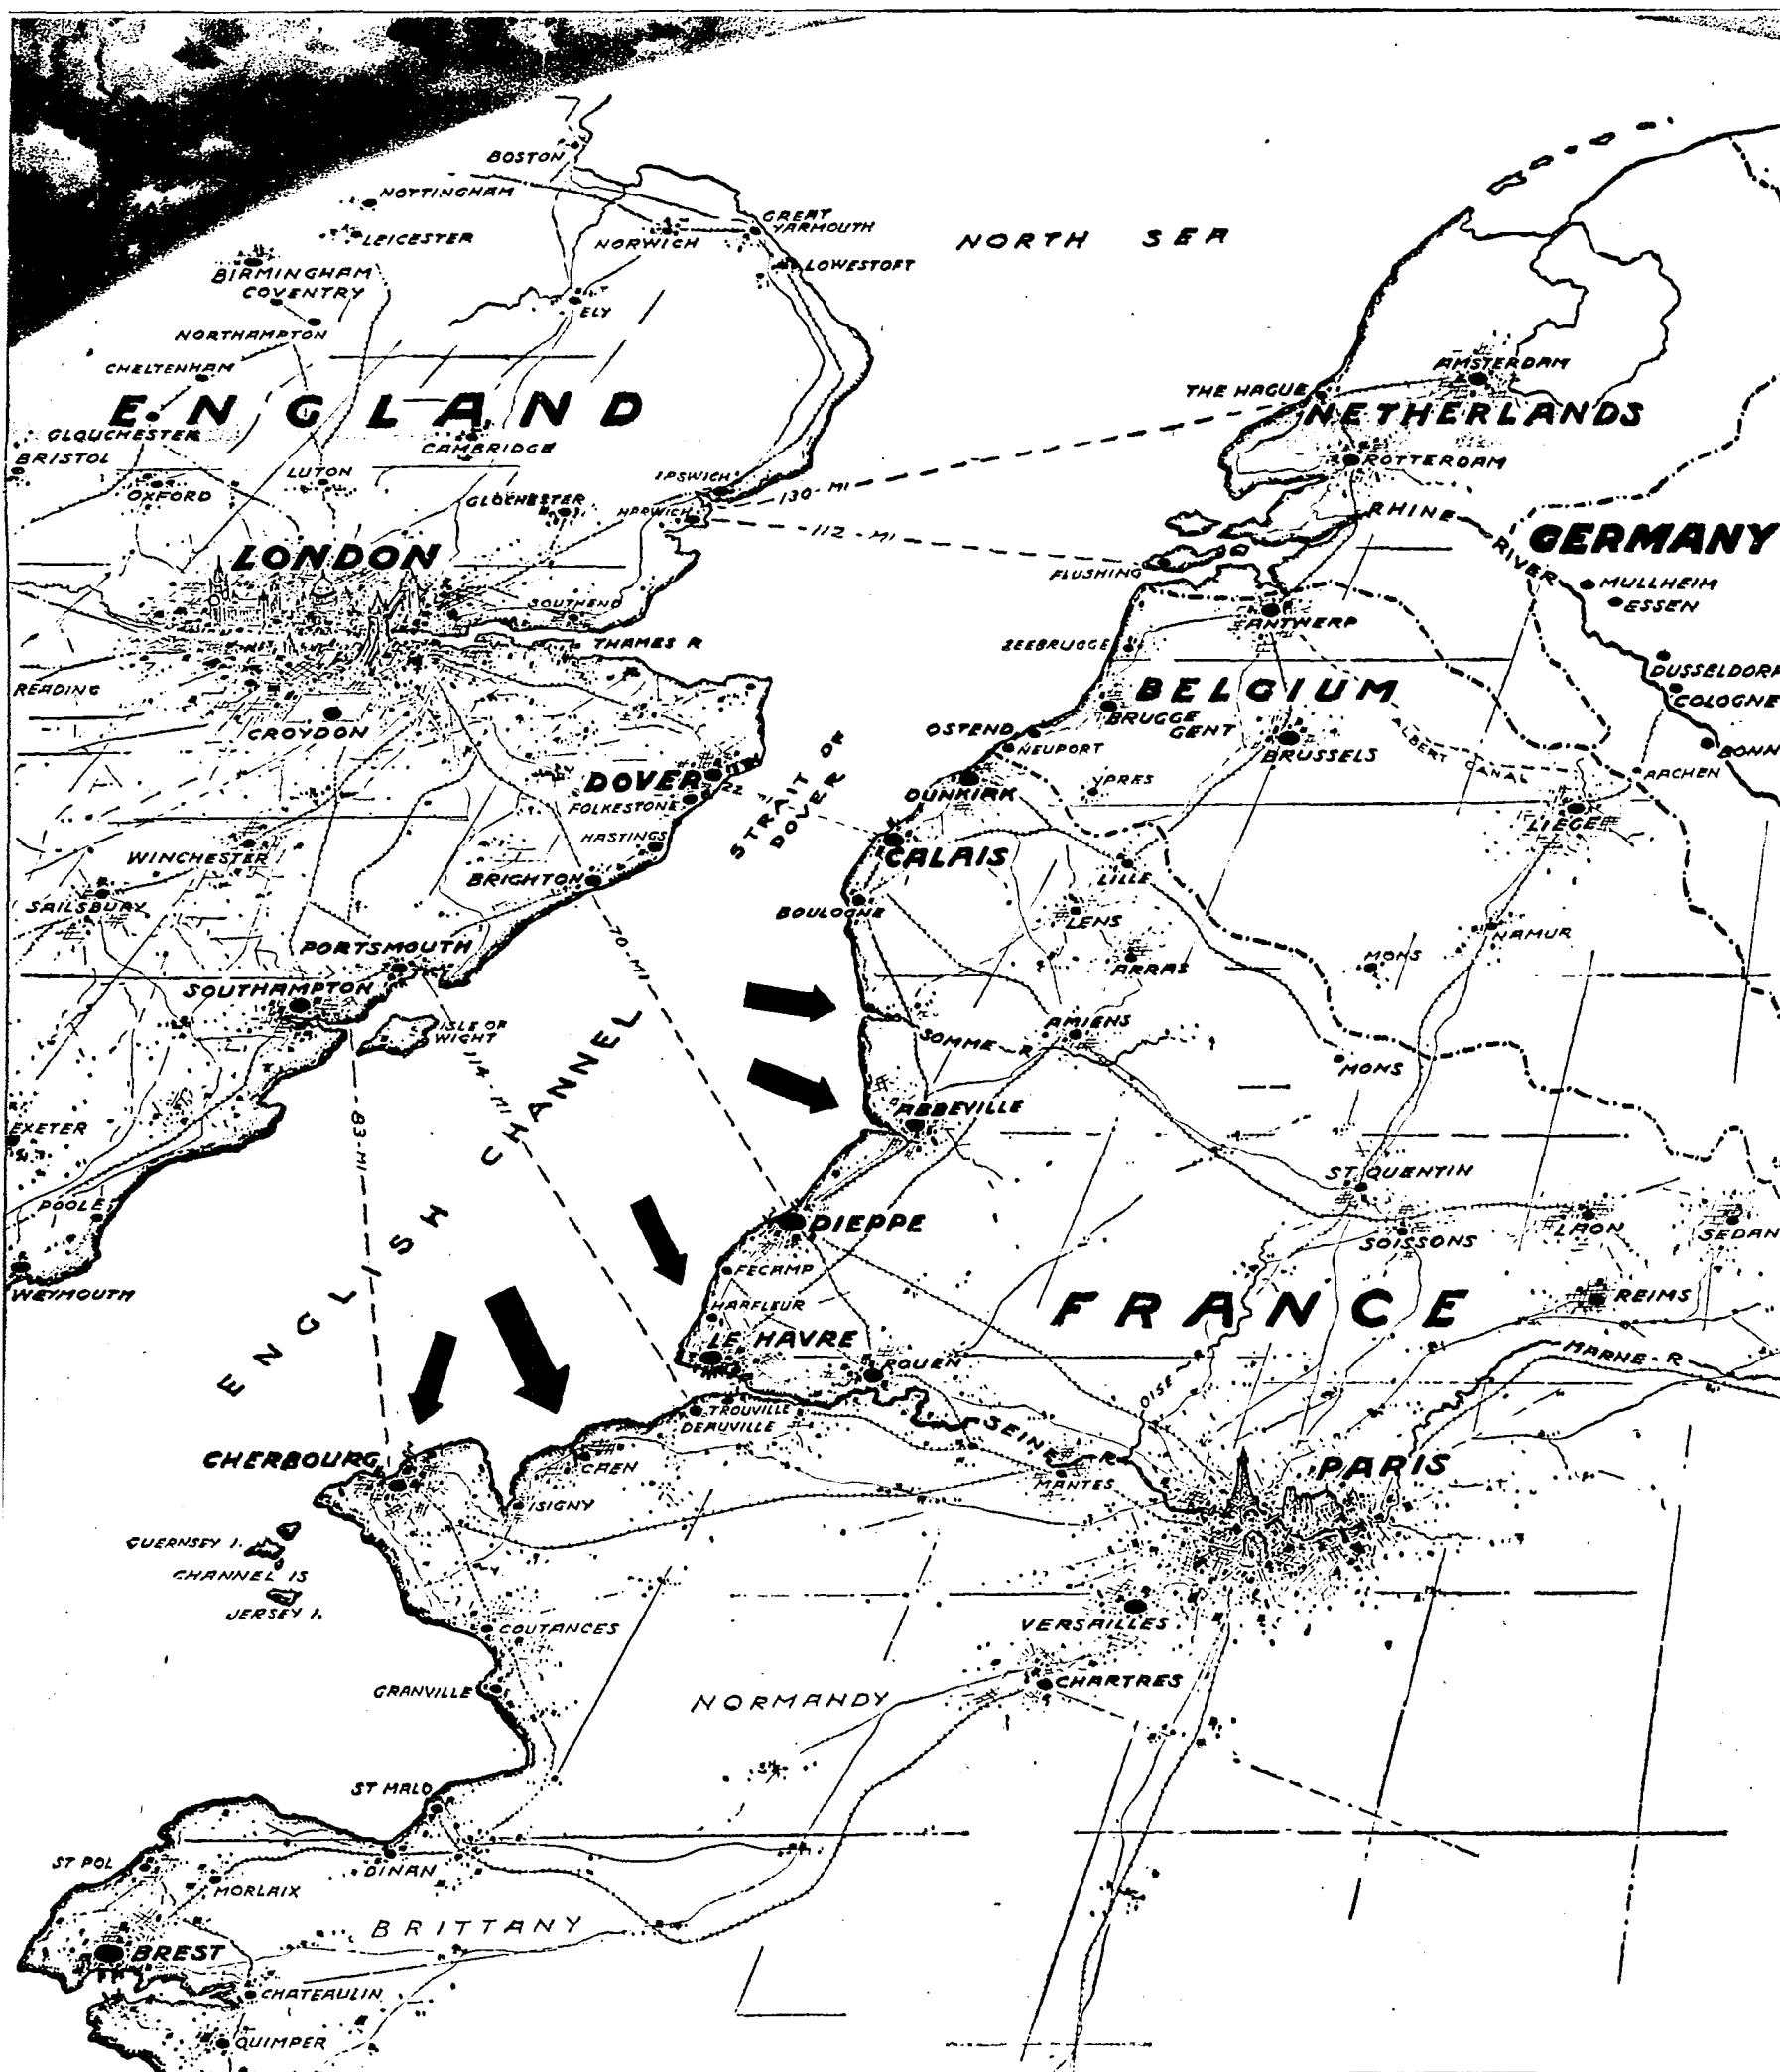 BOSTON
NOTTINGHAM
LEICESTER
NORWICH
GREAT
YARMOUTH
LOWESTOFT
NORTH SEA
BIRMINGHAM
COVENTRY
ELY
NORTHAMPTON
CHELTENHAM
ENGLAND
GLOUCHESTER
BRISTOL
OXFORD
LUTON
CAMBRIDGE
GLOCHESTER
IPSWICH
HARWICH
130-MI
112-MI
THE HAGUE
AMSTERDAM
NETHERLANDS
ROTTERDAM
RHINE RIVER
GERMANY
MULLHEIM
ESSEN
FLUSHING
ANTWERP
ZEEBRUGGE
LONDON
SOUTHEND
THAMES R
READING
CROYDON
DUSSELDORF
COLOGNE
BONN
AACHEN
BELGIUM
BRUGGE
GENT
BRUSSELS
ALBERT CANAL
LIEGE
OSTEND
NEUPORT
YPRES
DUNKIRK
DOVER
FOLKESTONE
22 MI
STRAIT OF
DOVER
CALAIS
HASTINGS
BRIGHTON
WINCHESTER
SAILSBURY
PORTSMOUTH
SOUTHAMPTON
ISLE OF
WIGHT
BOULOGNE
LILLE
LENS
ARRAS
MONS
NAMUR
70-MI
114-MI
83-MI
ENGLISH CHANNEL
SOMME-R
AMIENS
MONS
ABBEVILLE
EXETER
POOLE
WEYMOUTH
DIEPPE
FECAMP
HARFLEUR
LE HAVRE
ROUEN
ST QUENTIN
SOISSONS
LAON
SEDAN
REIMS
FRANCE
MARNE-R
OISE
SEINE R
TROUVILLE
DEAUVILLE
CHERBOURG
CAEN
ISIGNY
MANTES
PARIS
GUERNSEY I.
CHANNEL IS
JERSEY I.
COUTANCES
GRANVILLE
NORMANDY
VERSAILLES
CHARTRES
ST MALO
ST POL
MORLAIX
DINAN
BRITTANY
BREST
CHATEAULIN
QUIMPER